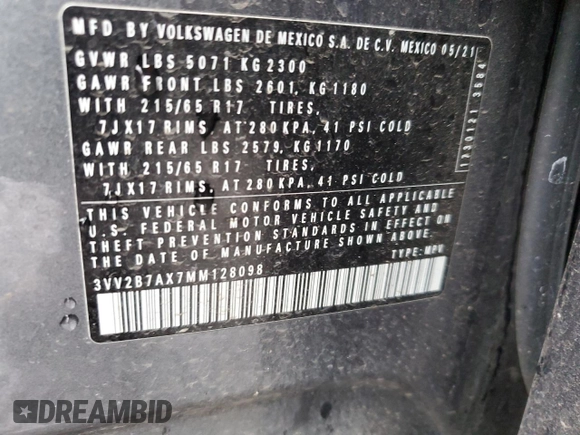 MFD BY VOLKSWAGEN DE MEXICO S.A. DE C.V. MEXICO 05/21
GVWR LBS 5071 KG 2300
GAWR FRONT LBS 2601, KG 1180
WITH 215/65 R17 TIRES,
7JX17 RIMS, AT 280 KPA, 41 PSI COLD
GAWR REAR LBS 2579, KG 1170
WITH 215/65 R17 TIRES,
7JX17 RIMS, AT 280 KPA, 41 PSI COLD
THIS VEHICLE CONFORMS TO ALL APPLICABLE
U.S. FEDERAL MOTOR VEHICLE SAFETY AND
THEFT PREVENTION STANDARDS IN EFFECT ON
THE DATE OF MANUFACTURE SHOWN ABOVE.
TYPE: MPV
3VV2B7AX7MM128098
1330121 3584
DREAMBID